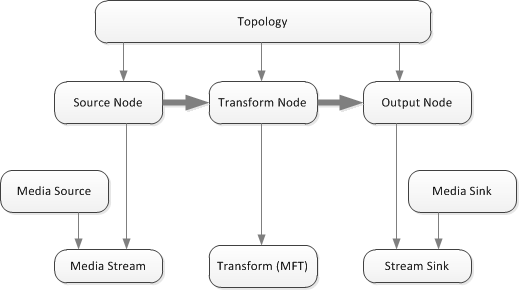 Topology
Source Node
Transform Node
Output Node
Media Source
Media Sink
Media Stream
Transform (MFT)
Stream Sink